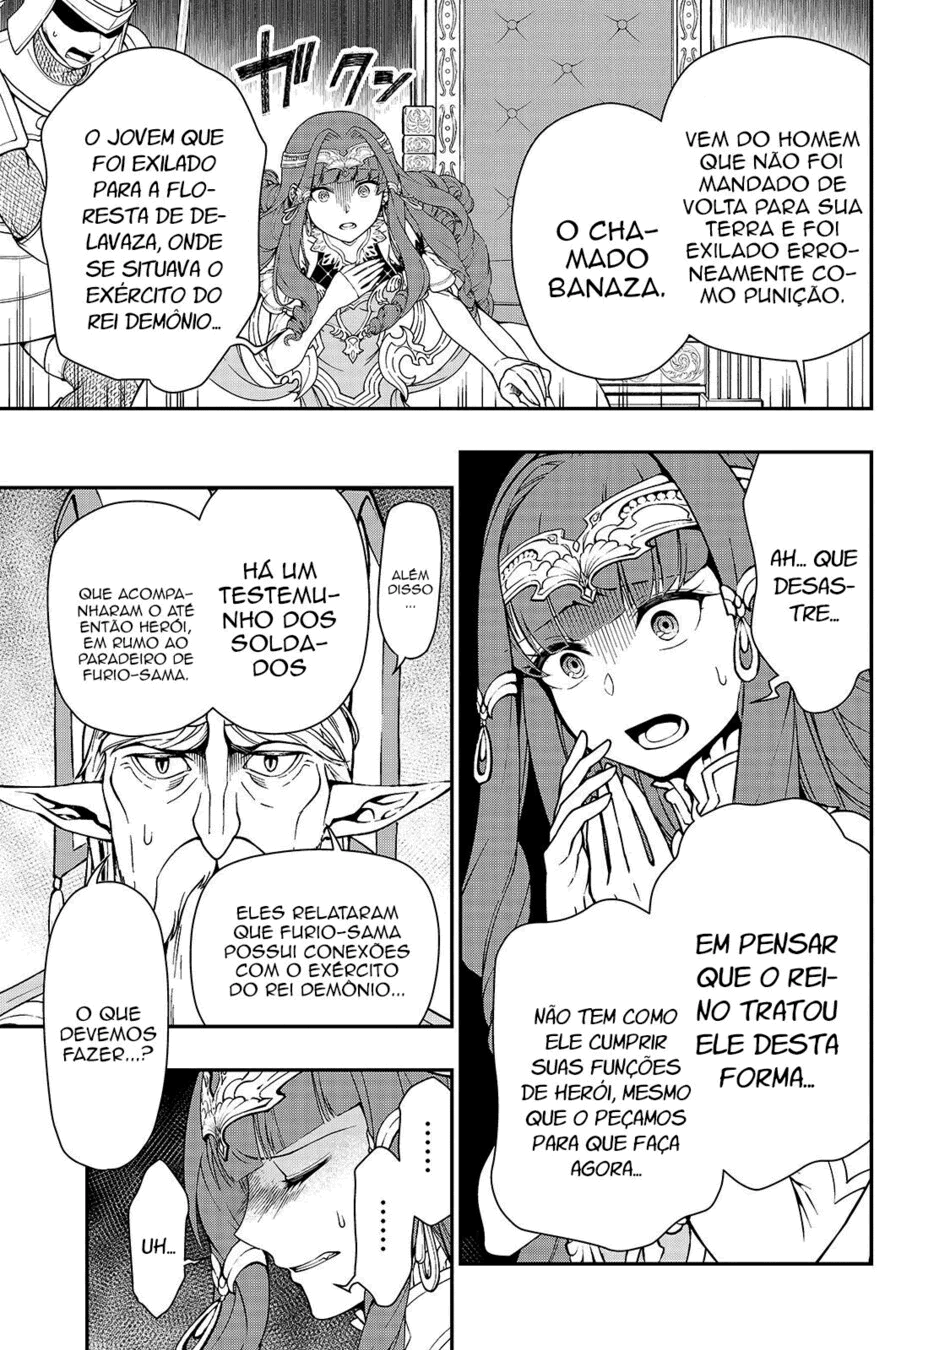 VEM DO HOMEM
QUE NÃO FOI
MANDADO DE
VOLTA PARA SUA
TERRA E FOI
EXILADO ERRO-
NEAMENTE CO-
MO PUNIÇÃO.
O CHA-
MADO
BANAZA.
ガクン
O JOVEM QUE
FOI EXILADO
PARA A FLO-
RESTA DE DE-
LAVAZA, ONDE
SE SITUAVA O
EXÉRCITO DO
REI DEMÔNIO...
AH... QUE
DESAS-
TRE...
EM PENSAR
QUE O REI-
NO TRATOU
ELE DESTA
FORMA...
NÃO TEM COMO
ELE CUMPRIR
SUAS FUNÇÕES
DE HERÓI, MESMO
QUE O PEÇAMOS
PARA QUE FAÇA
AGORA...
ALÉM
DISSO
...
HÁ UM
TESTEMU-
NHO DOS
SOLDA-
DOS
QUE ACOMPA-
NHARAM O ATÉ
ENTÃO HERÓI,
EM RUMO AO
PARADEIRO DE
FURIO-SAMA.
ELES RELATARAM
QUE FURIO-SAMA
POSSUI CONEXÕES
COM O EXÉRCITO
DO REI DEMÔNIO...
O QUE
DEVEMOS
FAZER...?
......
......
UH...